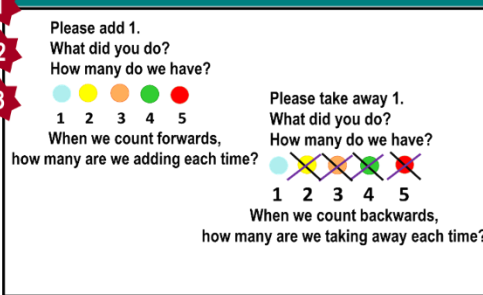 2
3
Please add 1.
What did you do?
How many do we have?
1 2 3 4 5
When we count forwards,
how many are we adding each time?
Please take away 1.
What did you do?
How many do we have?
1 2 3 4 5
When we count backwards,
how many are we taking away each time?